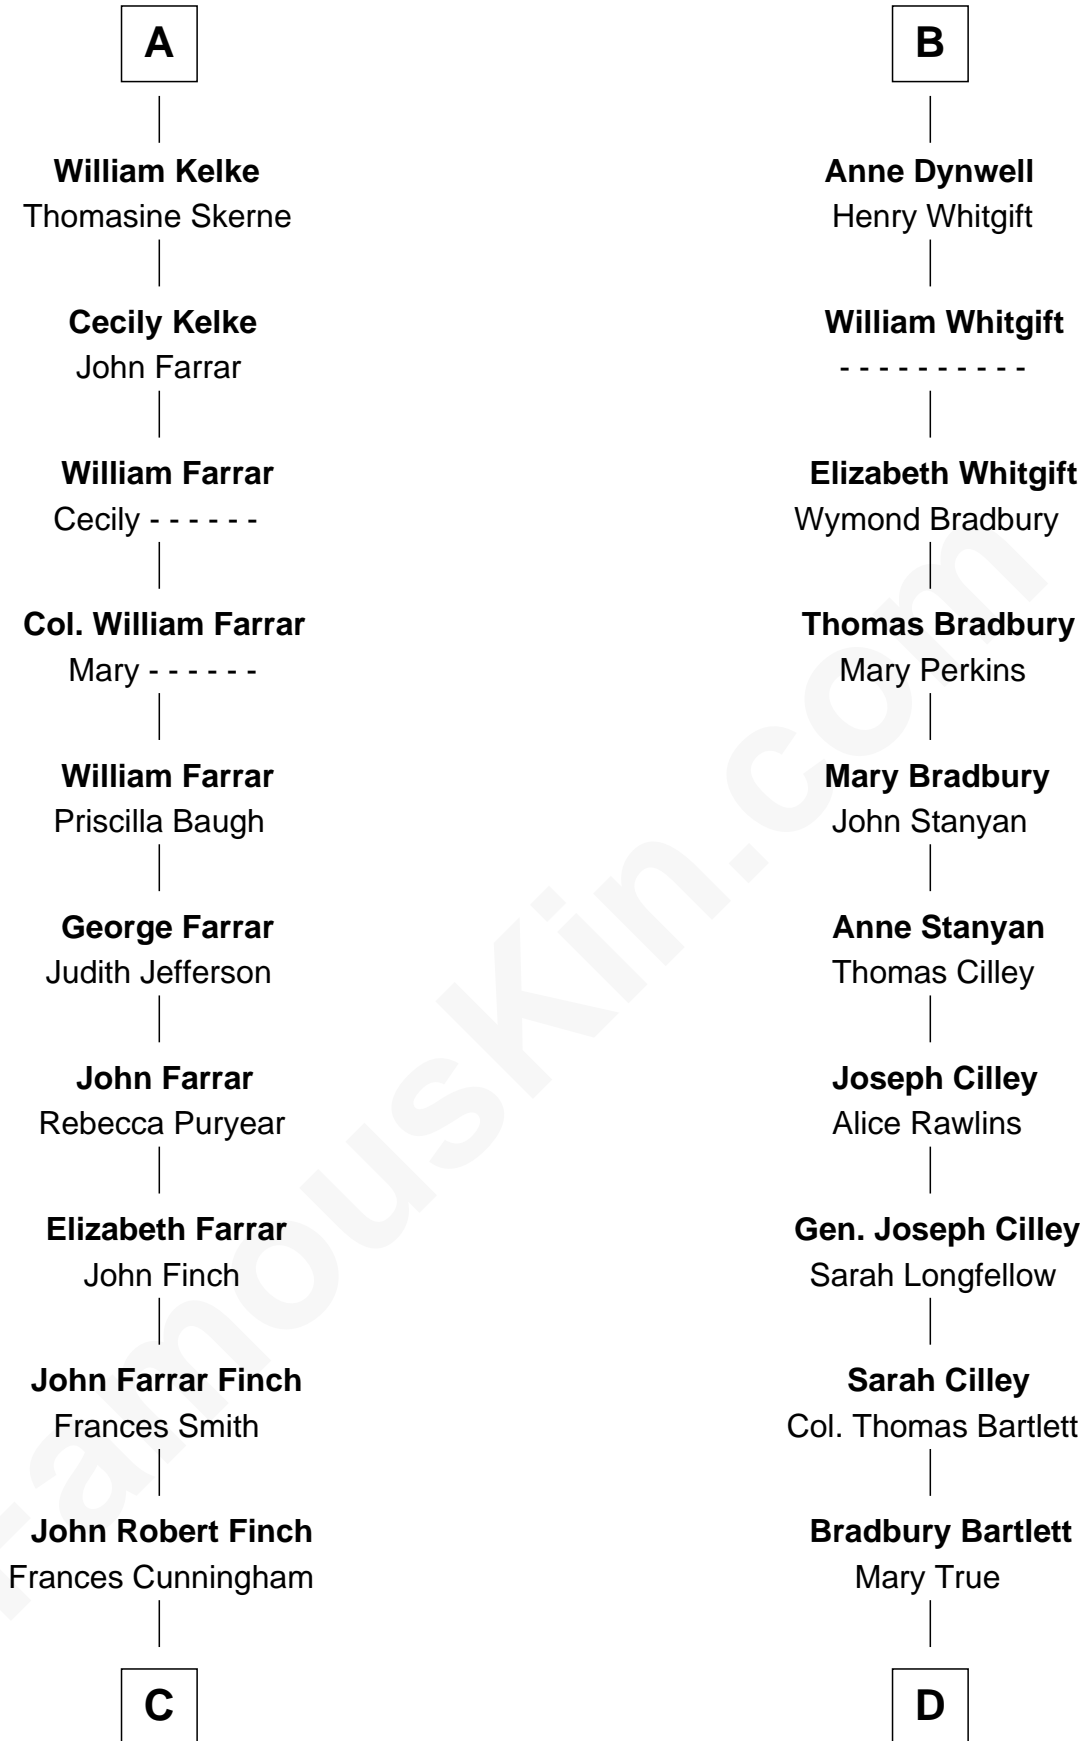 A
William Kelke
Thomasine Skerne
Cecily Kelke
John Farrar
William Farrar
Cecily - - - - - -
Col. William Farrar
Mary - - - - - -
William Farrar
Priscilla Baugh
George Farrar
Judith Jefferson
John Farrar
Rebecca Puryear
Elizabeth Farrar
John Finch
John Farrar Finch
Frances Smith
John Robert Finch
Frances Cunningham
C
B
Anne Dynwell
Henry Whitgift
William Whitgift
- - - - - - - - - -
Elizabeth Whitgift
Wymond Bradbury
Thomas Bradbury
Mary Perkins
Mary Bradbury
John Stanyan
Anne Stanyan
Thomas Cilley
Joseph Cilley
Alice Rawlins
Gen. Joseph Cilley
Sarah Longfellow
Sarah Cilley
Col. Thomas Bartlett
Bradbury Bartlett
Mary True
D
FamousKin.com